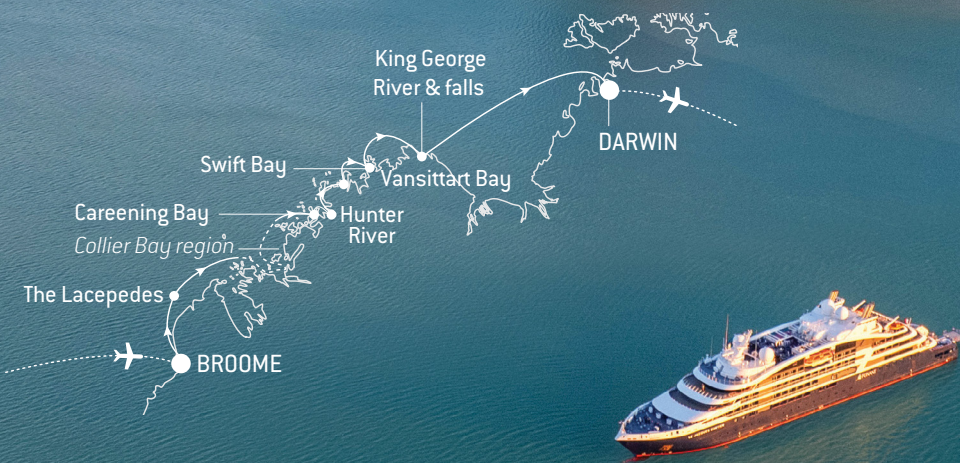 King George
River & falls
DARWIN
Swift Bay
Vansittart Bay
Careening Bay
Hunter
River
Collier Bay region
The Lacepedes
BROOME
PONANT